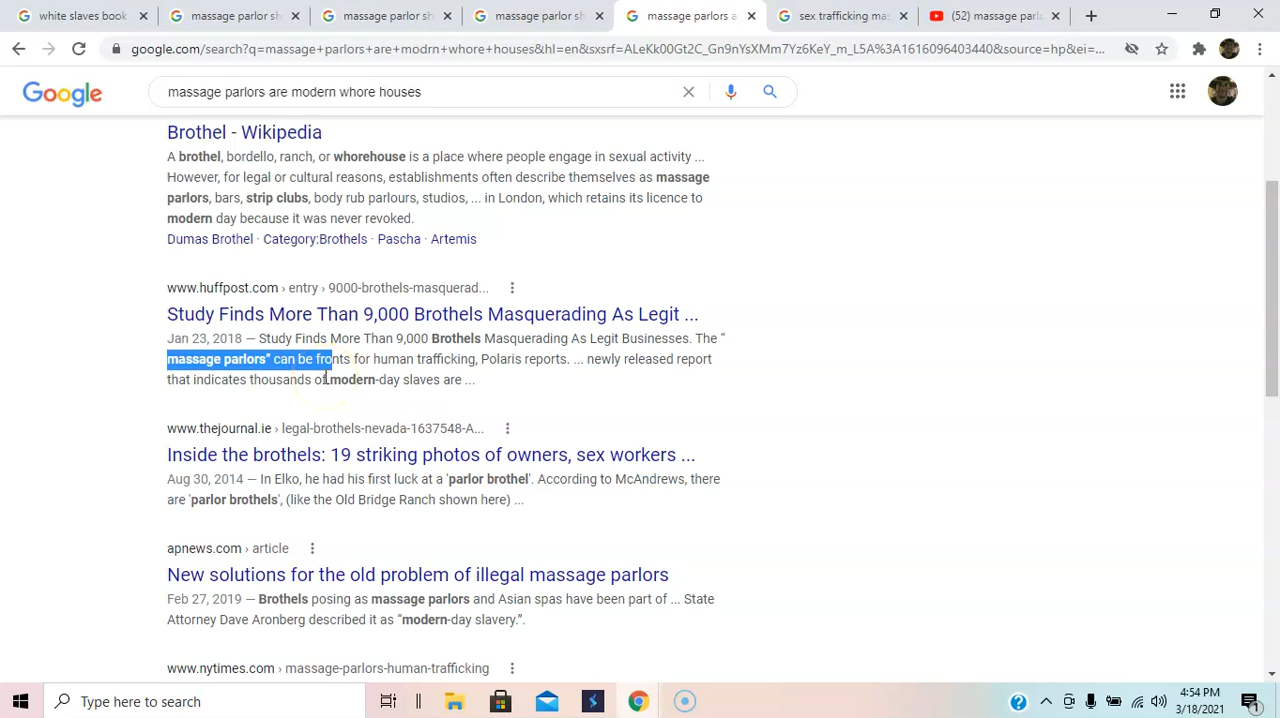 white slaves book
massage parlor sh
massage parlor sh
massage parlor sh
massage parlors a
sex trafficking mas
(52) massage parl
google.com/search?q=massage+parlors+are+modrn+whore+houses&hl=en&sxsrf=ALeKk00Gt2C_Gn9nYsXMm7Yz6KeY_m_L5A%3A1616096403440&source=hp&ei=...
Google
massage parlors are modern whore houses
Brothel - Wikipedia
A brothel, bordello, ranch, or whorehouse is a place where people engage in sexual activity ...
However, for legal or cultural reasons, establishments often describe themselves as massage
parlors, bars, strip clubs, body rub parlours, studios, ... in London, which retains its licence to
modern day because it was never revoked.
Dumas Brothel · Category:Brothels · Pascha · Artemis
www.huffpost.com › entry › 9000-brothels-masquerad...
Study Finds More Than 9,000 Brothels Masquerading As Legit ...
Jan 23, 2018 — Study Finds More Than 9,000 Brothels Masquerading As Legit Businesses. The “
massage parlors” can be fronts for human trafficking, Polaris reports. ... newly released report
that indicates thousands of modern-day slaves are ...
www.thejournal.ie › legal-brothels-nevada-1637548-A...
Inside the brothels: 19 striking photos of owners, sex workers ...
Aug 30, 2014 — In Elko, he had his first luck at a 'parlor brothel'. According to McAndrews, there
are 'parlor brothels', (like the Old Bridge Ranch shown here) ...
apnews.com › article
New solutions for the old problem of illegal massage parlors
Feb 27, 2019 — Brothels posing as massage parlors and Asian spas have been part of ... State
Attorney Dave Aronberg described it as "modern-day slavery.”.
www.nytimes.com › massage-parlors-human-trafficking
Type here to search
4:54 PM
3/18/2021